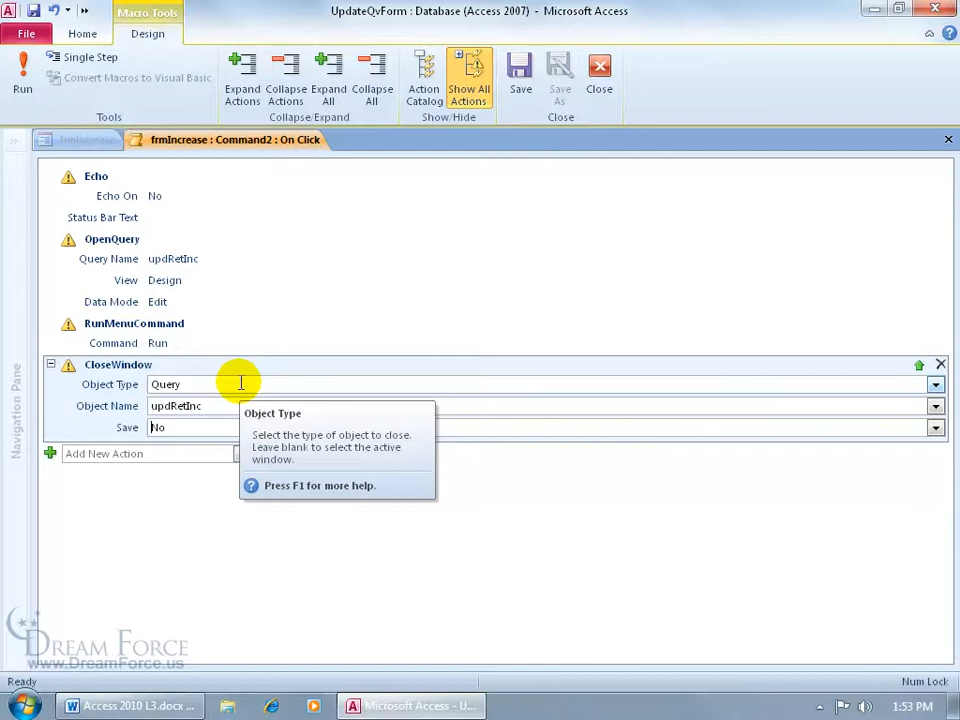 Macro Tools
UpdateQvForm : Database (Access 2007) - Microsoft Access
File
Home
Design
Run
Single Step
Convert Macros to Visual Basic
Tools
Expand Actions
Collapse Actions
Expand All
Collapse All
Collapse/Expand
Action Catalog
Show All Actions
Show/Hide
Save
Save As
Close
Close
frmIncrease
frmIncrease : Command2 : On Click
Echo
Echo On No
Status Bar Text
OpenQuery
Query Name updRetInc
View Design
Data Mode Edit
RunMenuCommand
Command Run
CloseWindow
Object Type Query
Object Name updRetInc
Save No
Add New Action
Object Type
Select the type of object to close.
Leave blank to select the active
window.
Press F1 for more help.
Navigation Pane
DREAM FORCE
www.DreamForce.us
Ready
Num Lock
Access 2010 L3.docx ...
Microsoft Access - U...
1:53 PM